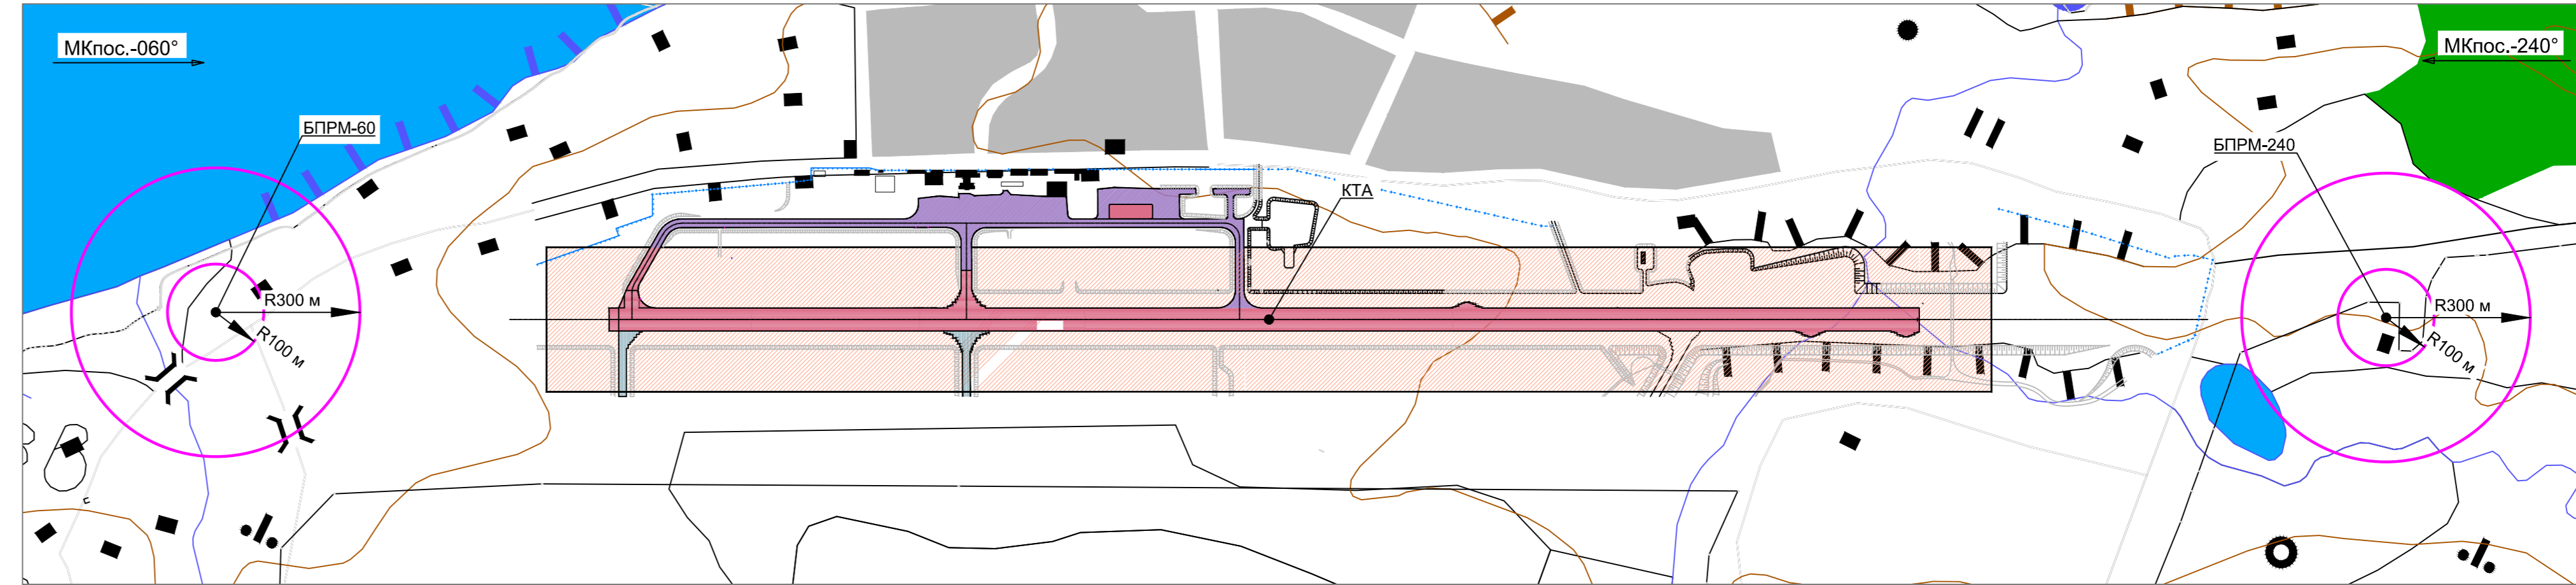 МКпос.-060°
МКпос.-240°
БПРМ-60
БПРМ-240
КТА
R300 м
R100 м
R300 м
R100 м